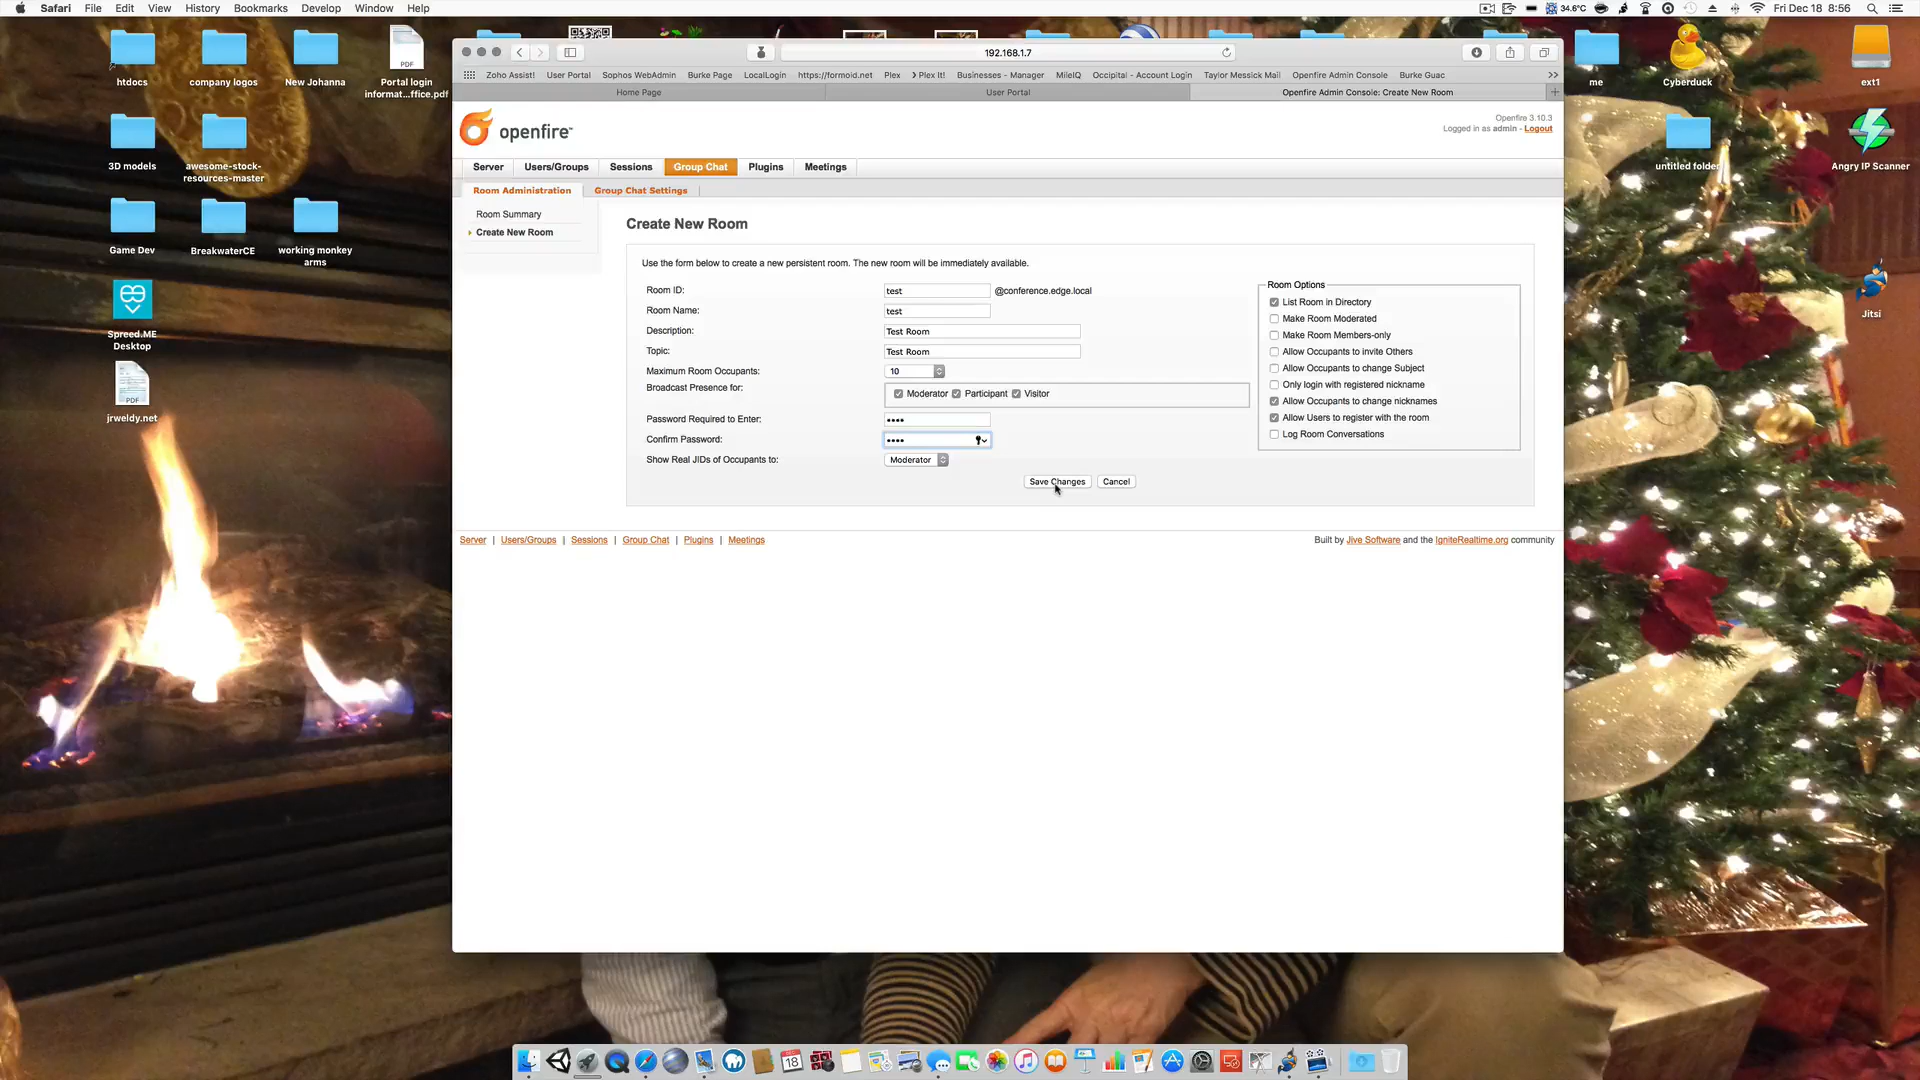 Safari File Edit View History Bookmarks Develop Window Help
34.6°C Fri Dec 18 8:56
htdocs
company logos
New Johanna
PDF
Portal login
informat...ffice.pdf
3D models
awesome-stock-
resources-master
Game Dev
BreakwaterCE
working monkey
arms
Spreed.ME
Desktop
PDF
jrweldy.net
me
Cyberduck
ext1
untitled folder
Angry IP Scanner
Jitsi
192.168.1.7
Zoho Assist! User Portal Sophos WebAdmin Burke Page LocalLogin https://formoid.net Plex > Plex It! Businesses - Manager MileIQ Occipital - Account Login Taylor Messick Mail Openfire Admin Console Burke Guac
Home Page User Portal Openfire Admin Console: Create New Room
openfire™
Openfire 3.10.3
Logged in as admin - Logout
Server Users/Groups Sessions Group Chat Plugins Meetings
Room Administration Group Chat Settings
Room Summary
Create New Room
Create New Room
Use the form below to create a new persistent room. The new room will be immediately available.
Room ID: test @conference.edge.local
Room Name: test
Description: Test Room
Topic: Test Room
Maximum Room Occupants: 10
Broadcast Presence for: Moderator Participant Visitor
Password Required to Enter: ••••
Confirm Password: ••••
Show Real JIDs of Occupants to: Moderator
Save Changes Cancel
Room Options
List Room in Directory
Make Room Moderated
Make Room Members-only
Allow Occupants to invite Others
Allow Occupants to change Subject
Only login with registered nickname
Allow Occupants to change nicknames
Allow Users to register with the room
Log Room Conversations
Server | Users/Groups | Sessions | Group Chat | Plugins | Meetings
Built by Jive Software and the IgniteRealtime.org community
18